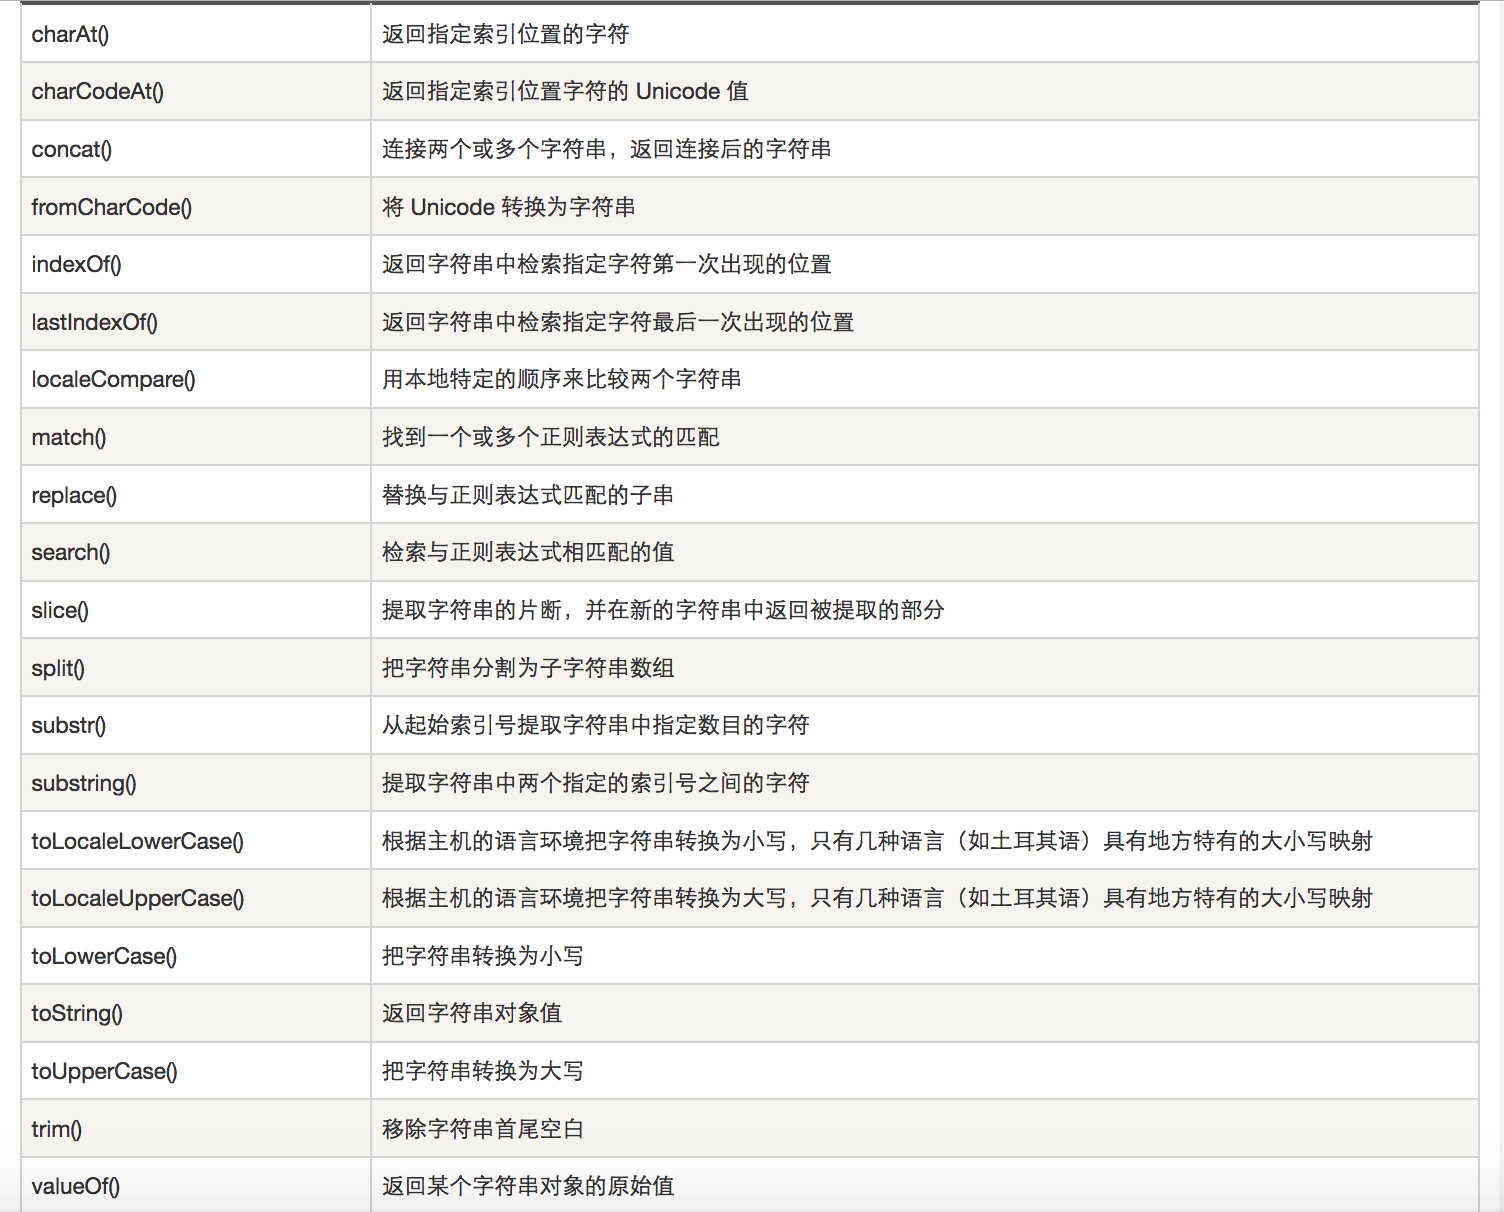 charAt() 返回指定索引位置的字符
charCodeAt() 返回指定索引位置字符的 Unicode 值
concat() 连接两个或多个字符串，返回连接后的字符串
fromCharCode() 将 Unicode 转换为字符串
indexOf() 返回字符串中检索指定字符第一次出现的位置
lastIndexOf() 返回字符串中检索指定字符最后一次出现的位置
localeCompare() 用本地特定的顺序来比较两个字符串
match() 找到一个或多个正则表达式的匹配
replace() 替换与正则表达式匹配的子串
search() 检索与正则表达式相匹配的值
slice() 提取字符串的片断，并在新的字符串中返回被提取的部分
split() 把字符串分割为子字符串数组
substr() 从起始索引号提取字符串中指定数目的字符
substring() 提取字符串中两个指定的索引号之间的字符
toLocaleLowerCase() 根据主机的语言环境把字符串转换为小写，只有几种语言（如土耳其语）具有地方特有的大小写映射
toLocaleUpperCase() 根据主机的语言环境把字符串转换为大写，只有几种语言（如土耳其语）具有地方特有的大小写映射
toLowerCase() 把字符串转换为小写
toString() 返回字符串对象值
toUpperCase() 把字符串转换为大写
trim() 移除字符串首尾空白
valueOf() 返回某个字符串对象的原始值